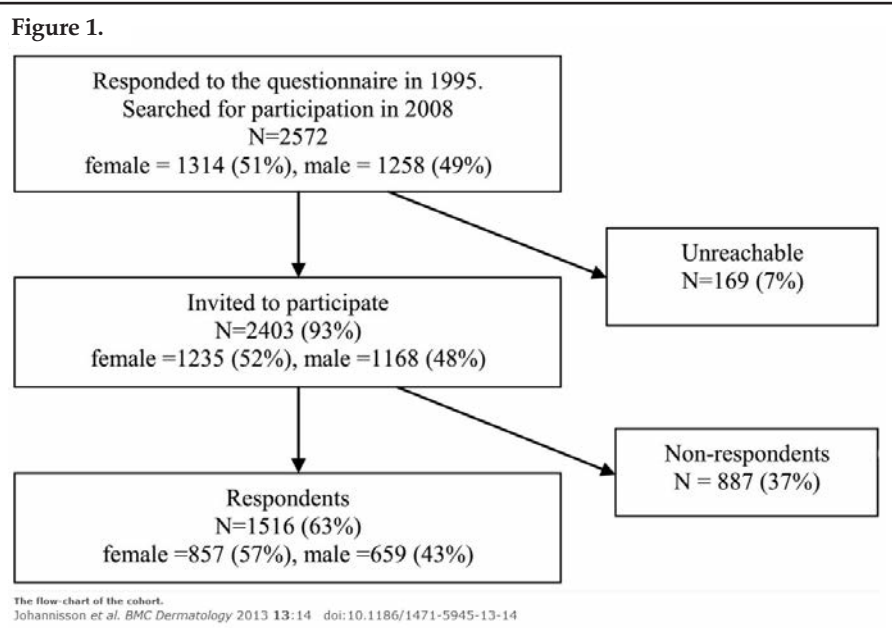 Figure 1.
Responded to the questionnaire in 1995.
Searched for participation in 2008
N=2572
female = 1314 (51%), male = 1258 (49%)
Unreachable
N=169 (7%)
Invited to participate
N=2403 (93%)
female =1235 (52%), male =1168 (48%)
Non-respondents
N = 887 (37%)
Respondents
N=1516 (63%)
female =857 (57%), male =659 (43%)
The flow-chart of the cohort.
Johannisson et al. BMC Dermatology 2013 13:14 doi:10.1186/1471-5945-13-14